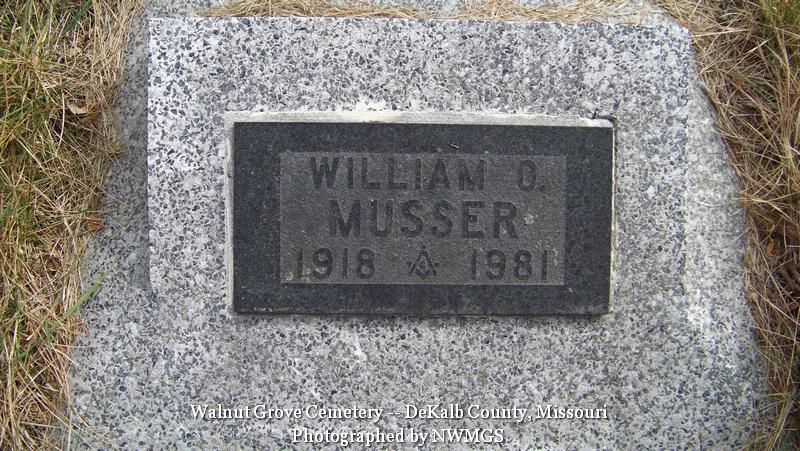 WILLIAM O.
MUSSER
1918 1981
Walnut Grove Cemetery -- DeKalb County, Missouri
Photographed by NWMGS